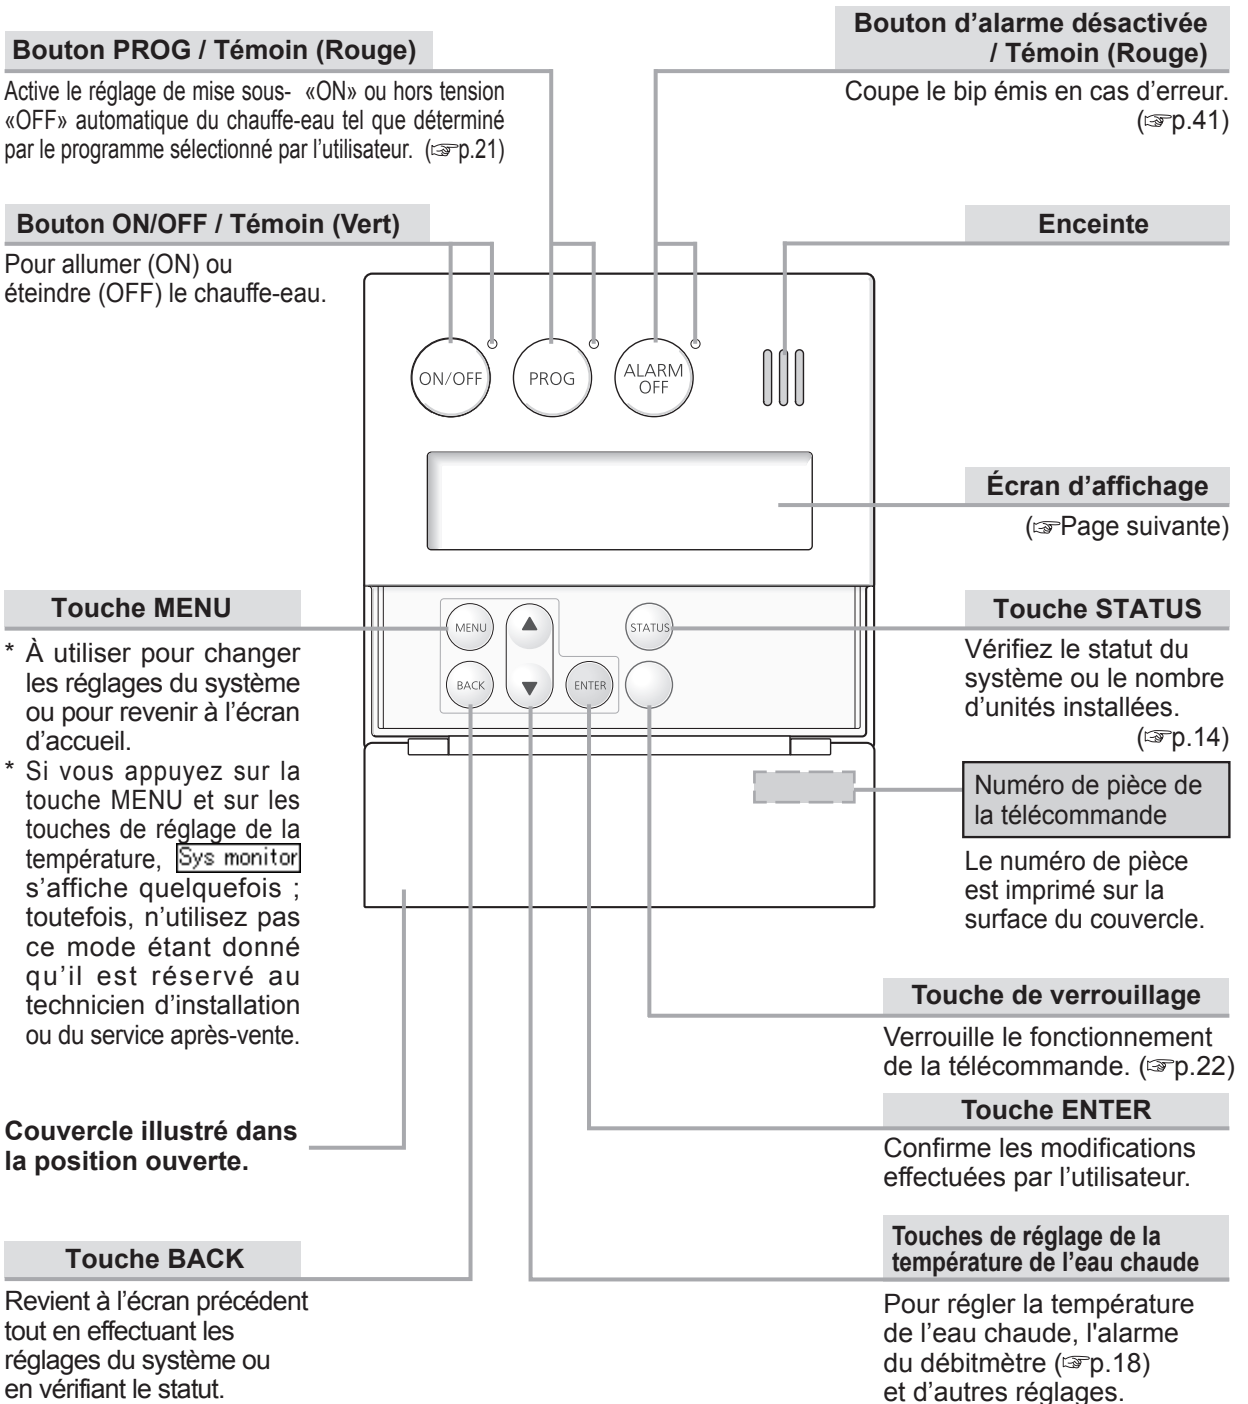 Bouton PROG / Témoin (Rouge)
Active le réglage de mise sous- «ON» ou hors tension
«OFF» automatique du chauffe-eau tel que déterminé
par le programme sélectionné par l’utilisateur. (☞p.21)
Bouton d’alarme désactivée
/ Témoin (Rouge)
Coupe le bip émis en cas d’erreur.
(☞p.41)
Bouton ON/OFF / Témoin (Vert)
Pour allumer (ON) ou
éteindre (OFF) le chauffe-eau.
Enceinte
ON/OFF
PROG
ALARM
OFF
Écran d’affichage
(☞Page suivante)
Touche MENU
* À utiliser pour changer
les réglages du système
ou pour revenir à l’écran
d’accueil.
* Si vous appuyez sur la
touche MENU et sur les
touches de réglage de la
température, Sys monitor
s’affiche quelquefois ;
toutefois, n’utilisez pas
ce mode étant donné
qu’il est réservé au
technicien d’installation
ou du service après-vente.
MENU
▲
STATUS
BACK
▼
ENTER
Touche STATUS
Vérifiez le statut du
système ou le nombre
d’unités installées.
(☞p.14)
Numéro de pièce de
la télécommande
Le numéro de pièce
est imprimé sur la
surface du couvercle.
Touche de verrouillage
Verrouille le fonctionnement
de la télécommande. (☞p.22)
Couvercle illustré dans
la position ouverte.
Touche ENTER
Confirme les modifications
effectuées par l’utilisateur.
Touche BACK
Revient à l’écran précédent
tout en effectuant les
réglages du système ou
en vérifiant le statut.
Touches de réglage de la
température de l’eau chaude
Pour régler la température
de l’eau chaude, l'alarme
du débitmètre (☞p.18)
et d’autres réglages.